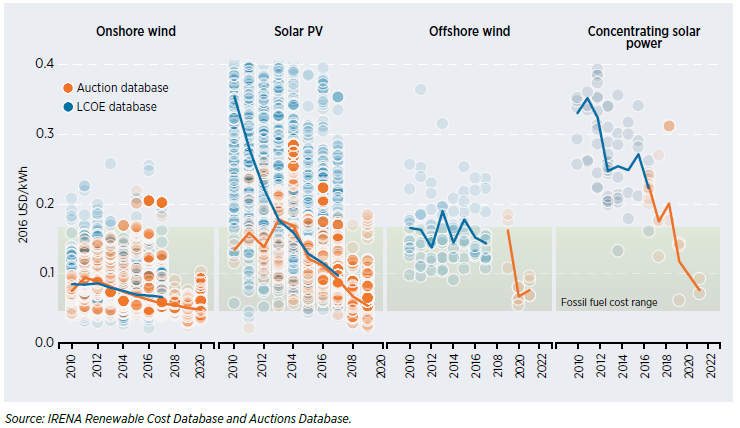 Onshore wind
Solar PV
Offshore wind
Concentrating solar
power
2016 USD/kWh
0.4
0.3
0.2
0.1
0.0
Auction database
LCOE database
Fossil fuel cost range
2010 2012 2014 2016 2018 2020
2010 2012 2014 2016 2018 2020
2010 2012 2014 2016 2108 2022 2022
2010 2012 2014 2016 2018 2020 2022
Source: IRENA Renewable Cost Database and Auctions Database.